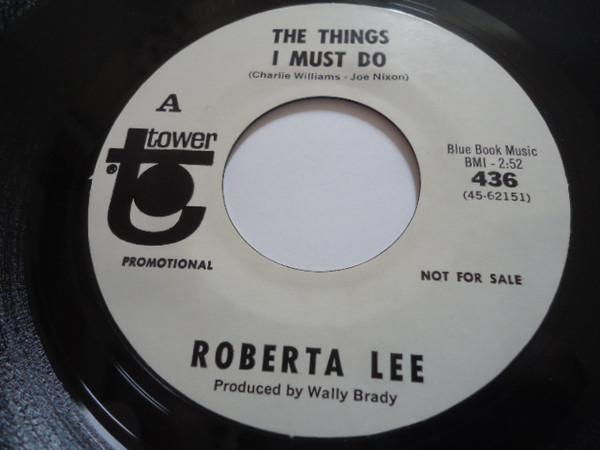 THE THINGS
I MUST DO
(Charlie Williams - Joe Nixon)
A
tower
®
PROMOTIONAL
Blue Book Music
BMI - 2:52
436
(45-62151)
NOT FOR SALE
ROBERTA LEE
Produced by Wally Brady